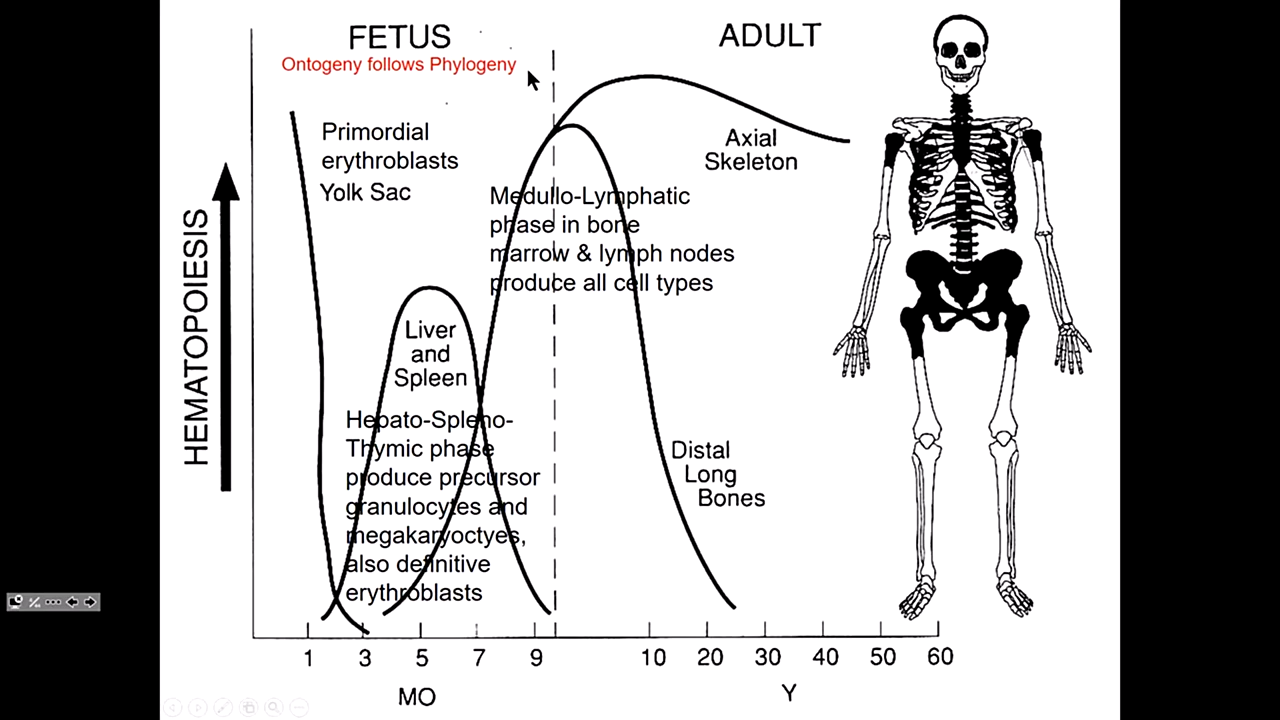 FETUS
ADULT
Ontogeny follows Phylogeny
Primordial
erythroblasts
Yolk Sac
Axial
Skeleton
Medullo-Lymphatic
phase in bone
marrow & lymph nodes
produce all cell types
HEMATOPOIESIS
Liver
and
Spleen
Hepato-Spleno-
Thymic phase
produce precursor
granulocytes and
megakaryoctyes,
also definitive
erythroblasts
Distal
Long
Bones
1 3 5 7 9 10 20 30 40 50 60
MO
Y